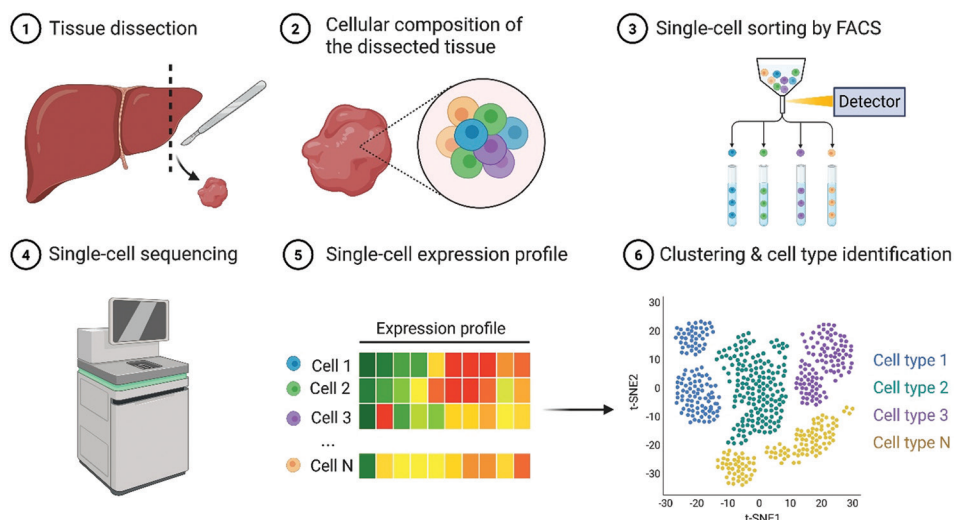 1 Tissue dissection
2 Cellular composition
of the dissected tissue
3 Single-cell sorting by FACS
Detector
4 Single-cell sequencing
5 Single-cell expression profile
Expression profile
Cell 1
Cell 2
Cell 3
...
Cell N
6 Clustering & cell type identification
30
20
10
0
-10
-20
-30
t-SNE2
-30 -20 -10 0 10 20 30
t-SNE1
Cell type 1
Cell type 2
Cell type 3
Cell type N